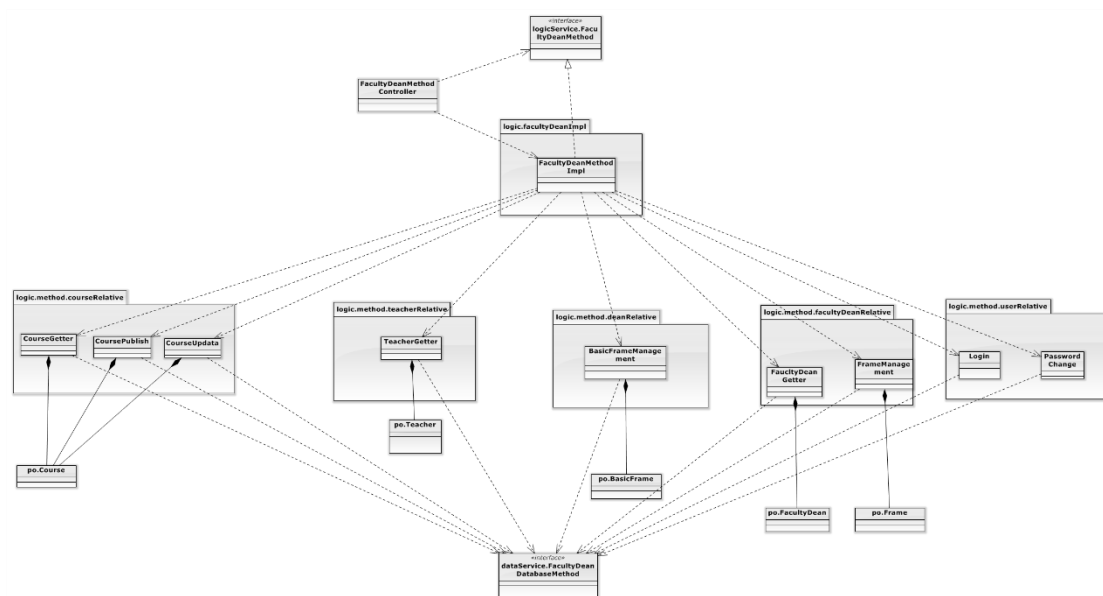 «interface»
logicService.Facu
ltyDeanMethod
FacultyDeanMethod
Controller
logic.facultyDeanImpl
FacultyDeanMethod
Impl
logic.method.courseRelative
CourseGetter
CoursePublish
CourseUpdata
logic.method.teacherRelative
TeacherGetter
po.Teacher
logic.method.deanRelative
BasicFrameManage
ment
po.BasicFrame
logic.method.facultyDeanRelative
FaucltyDean
Getter
FrameManage
ment
logic.method.userRelative
Login
Password
Change
po.Course
po.FacultyDean
po.Frame
«interface»
dataService.FacultyDean
DatabaseMethod